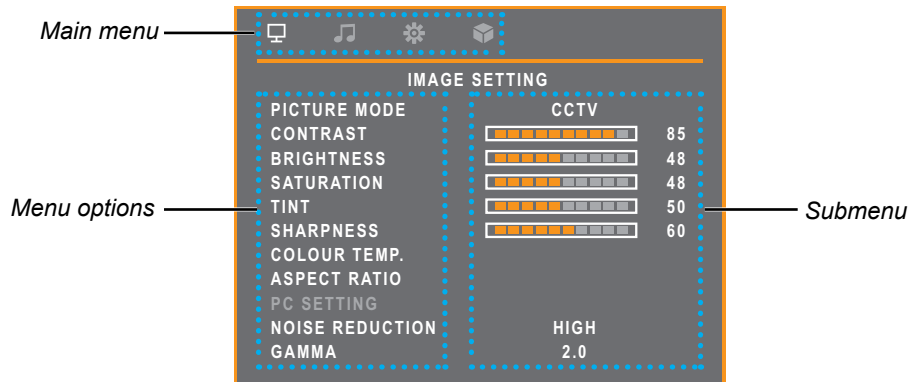 Main menu
IMAGE SETTING
PICTURE MODE CCTV
CONTRAST 85
BRIGHTNESS 48
SATURATION 48
Menu options TINT 50 Submenu
SHARPNESS 60
COLOUR TEMP.
ASPECT RATIO
PC SETTING
NOISE REDUCTION HIGH
GAMMA 2.0